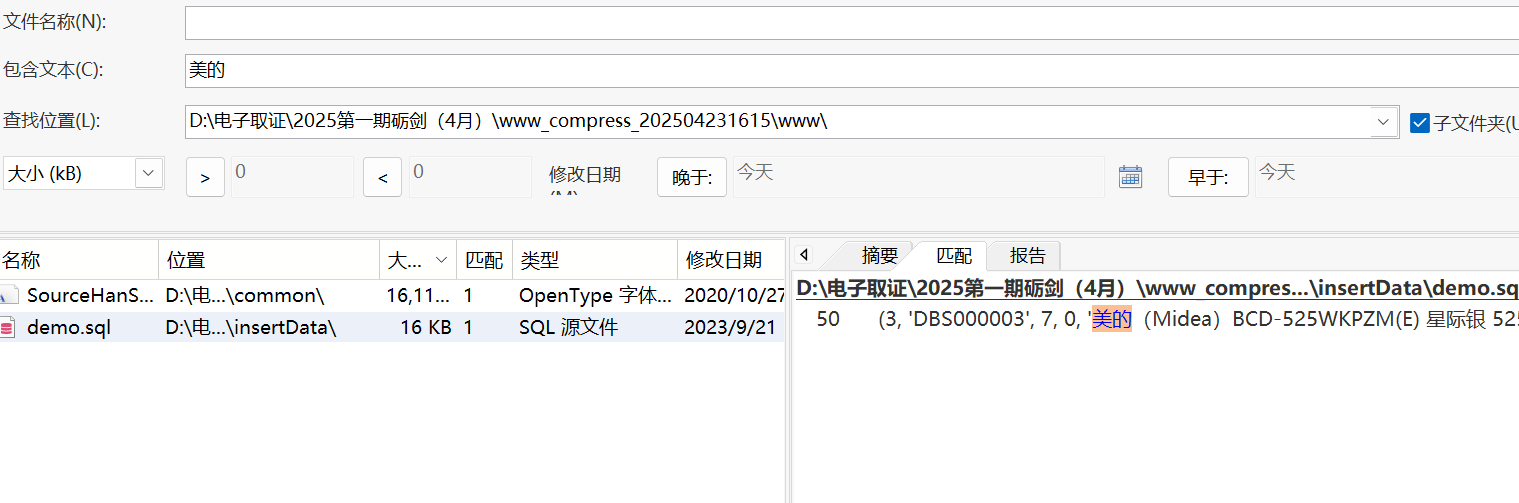 文件名称(N):
包含文本(C): 美的
查找位置(L): D:\电子取证\2025第一期砺剑（4月）\www_compress_202504231615\www\ 子文件夹(U
大小 (kB) > 0 < 0 修改日期 晚于: 今天 早于: 今天
名称 位置 大... 匹配 类型 修改日期
SourceHanS... D:\电...\common\ 16,11... 1 OpenType 字体... 2020/10/27
demo.sql D:\电...\insertData\ 16 KB 1 SQL 源文件 2023/9/21
摘要 匹配 报告
D:\电子取证\2025第一期砺剑（4月）\www_compres...\insertData\demo.sq
50 (3, 'DBS000003', 7, 0, '美的（Midea）BCD-525WKPZM(E) 星际银 525